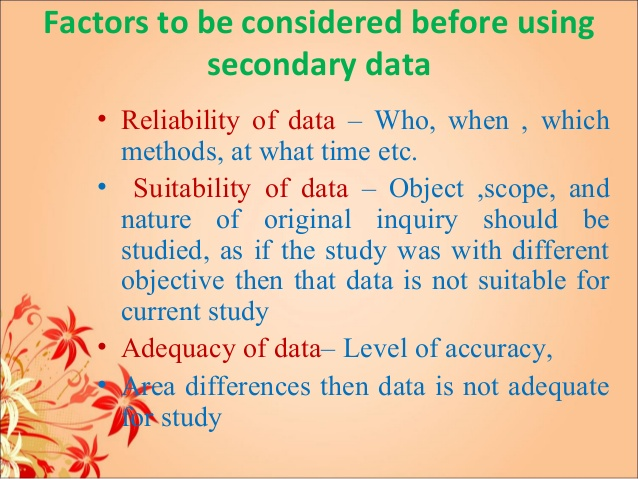 Factors to be considered before using
secondary data
• Reliability of data – Who, when , which
methods, at what time etc.
• Suitability of data – Object ,scope, and
nature of original inquiry should be
studied, as if the study was with different
objective then that data is not suitable for
current study
• Adequacy of data– Level of accuracy,
• Area differences then data is not adequate
for study